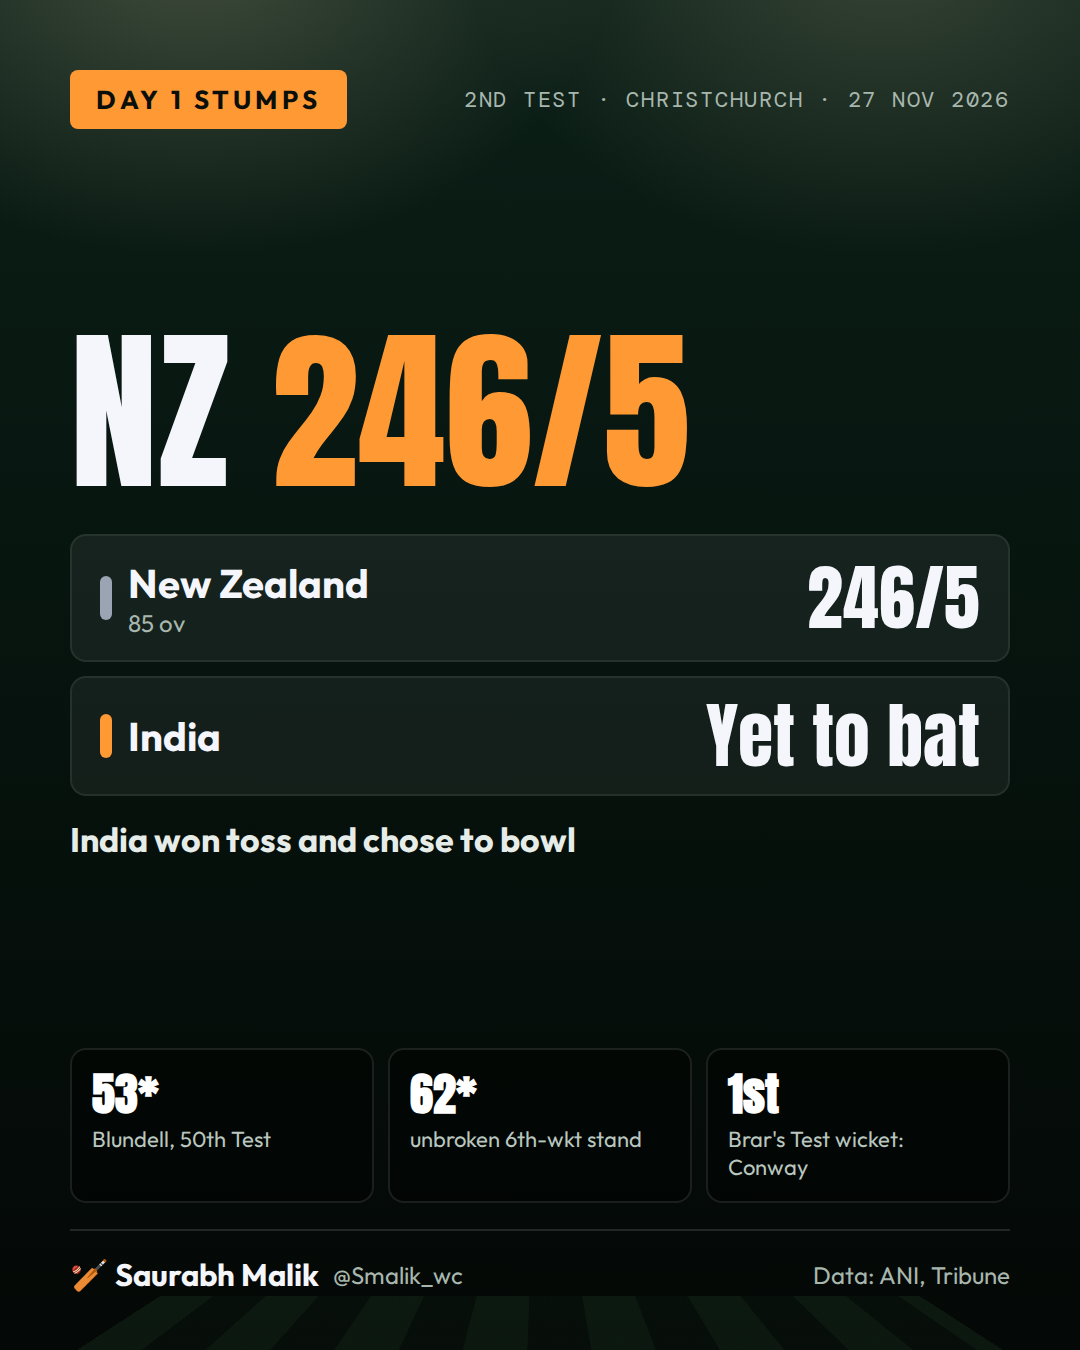 DAY 1 STUMPS
2ND TEST · CHRISTCHURCH · 27 NOV 2026
NZ 246/5
New Zealand
85 ov
246/5
India
Yet to bat
India won toss and chose to bowl
53*
Blundell, 50th Test
62*
unbroken 6th-wkt stand
1st
Brar's Test wicket:
Conway
Saurabh Malik @Smalik_wc
Data: ANI, Tribune